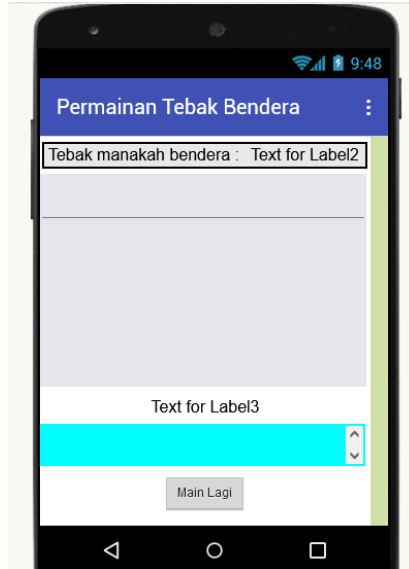 9:48
Permainan Tebak Bendera
Tebak manakah bendera : Text for Label2
Text for Label3
Main Lagi